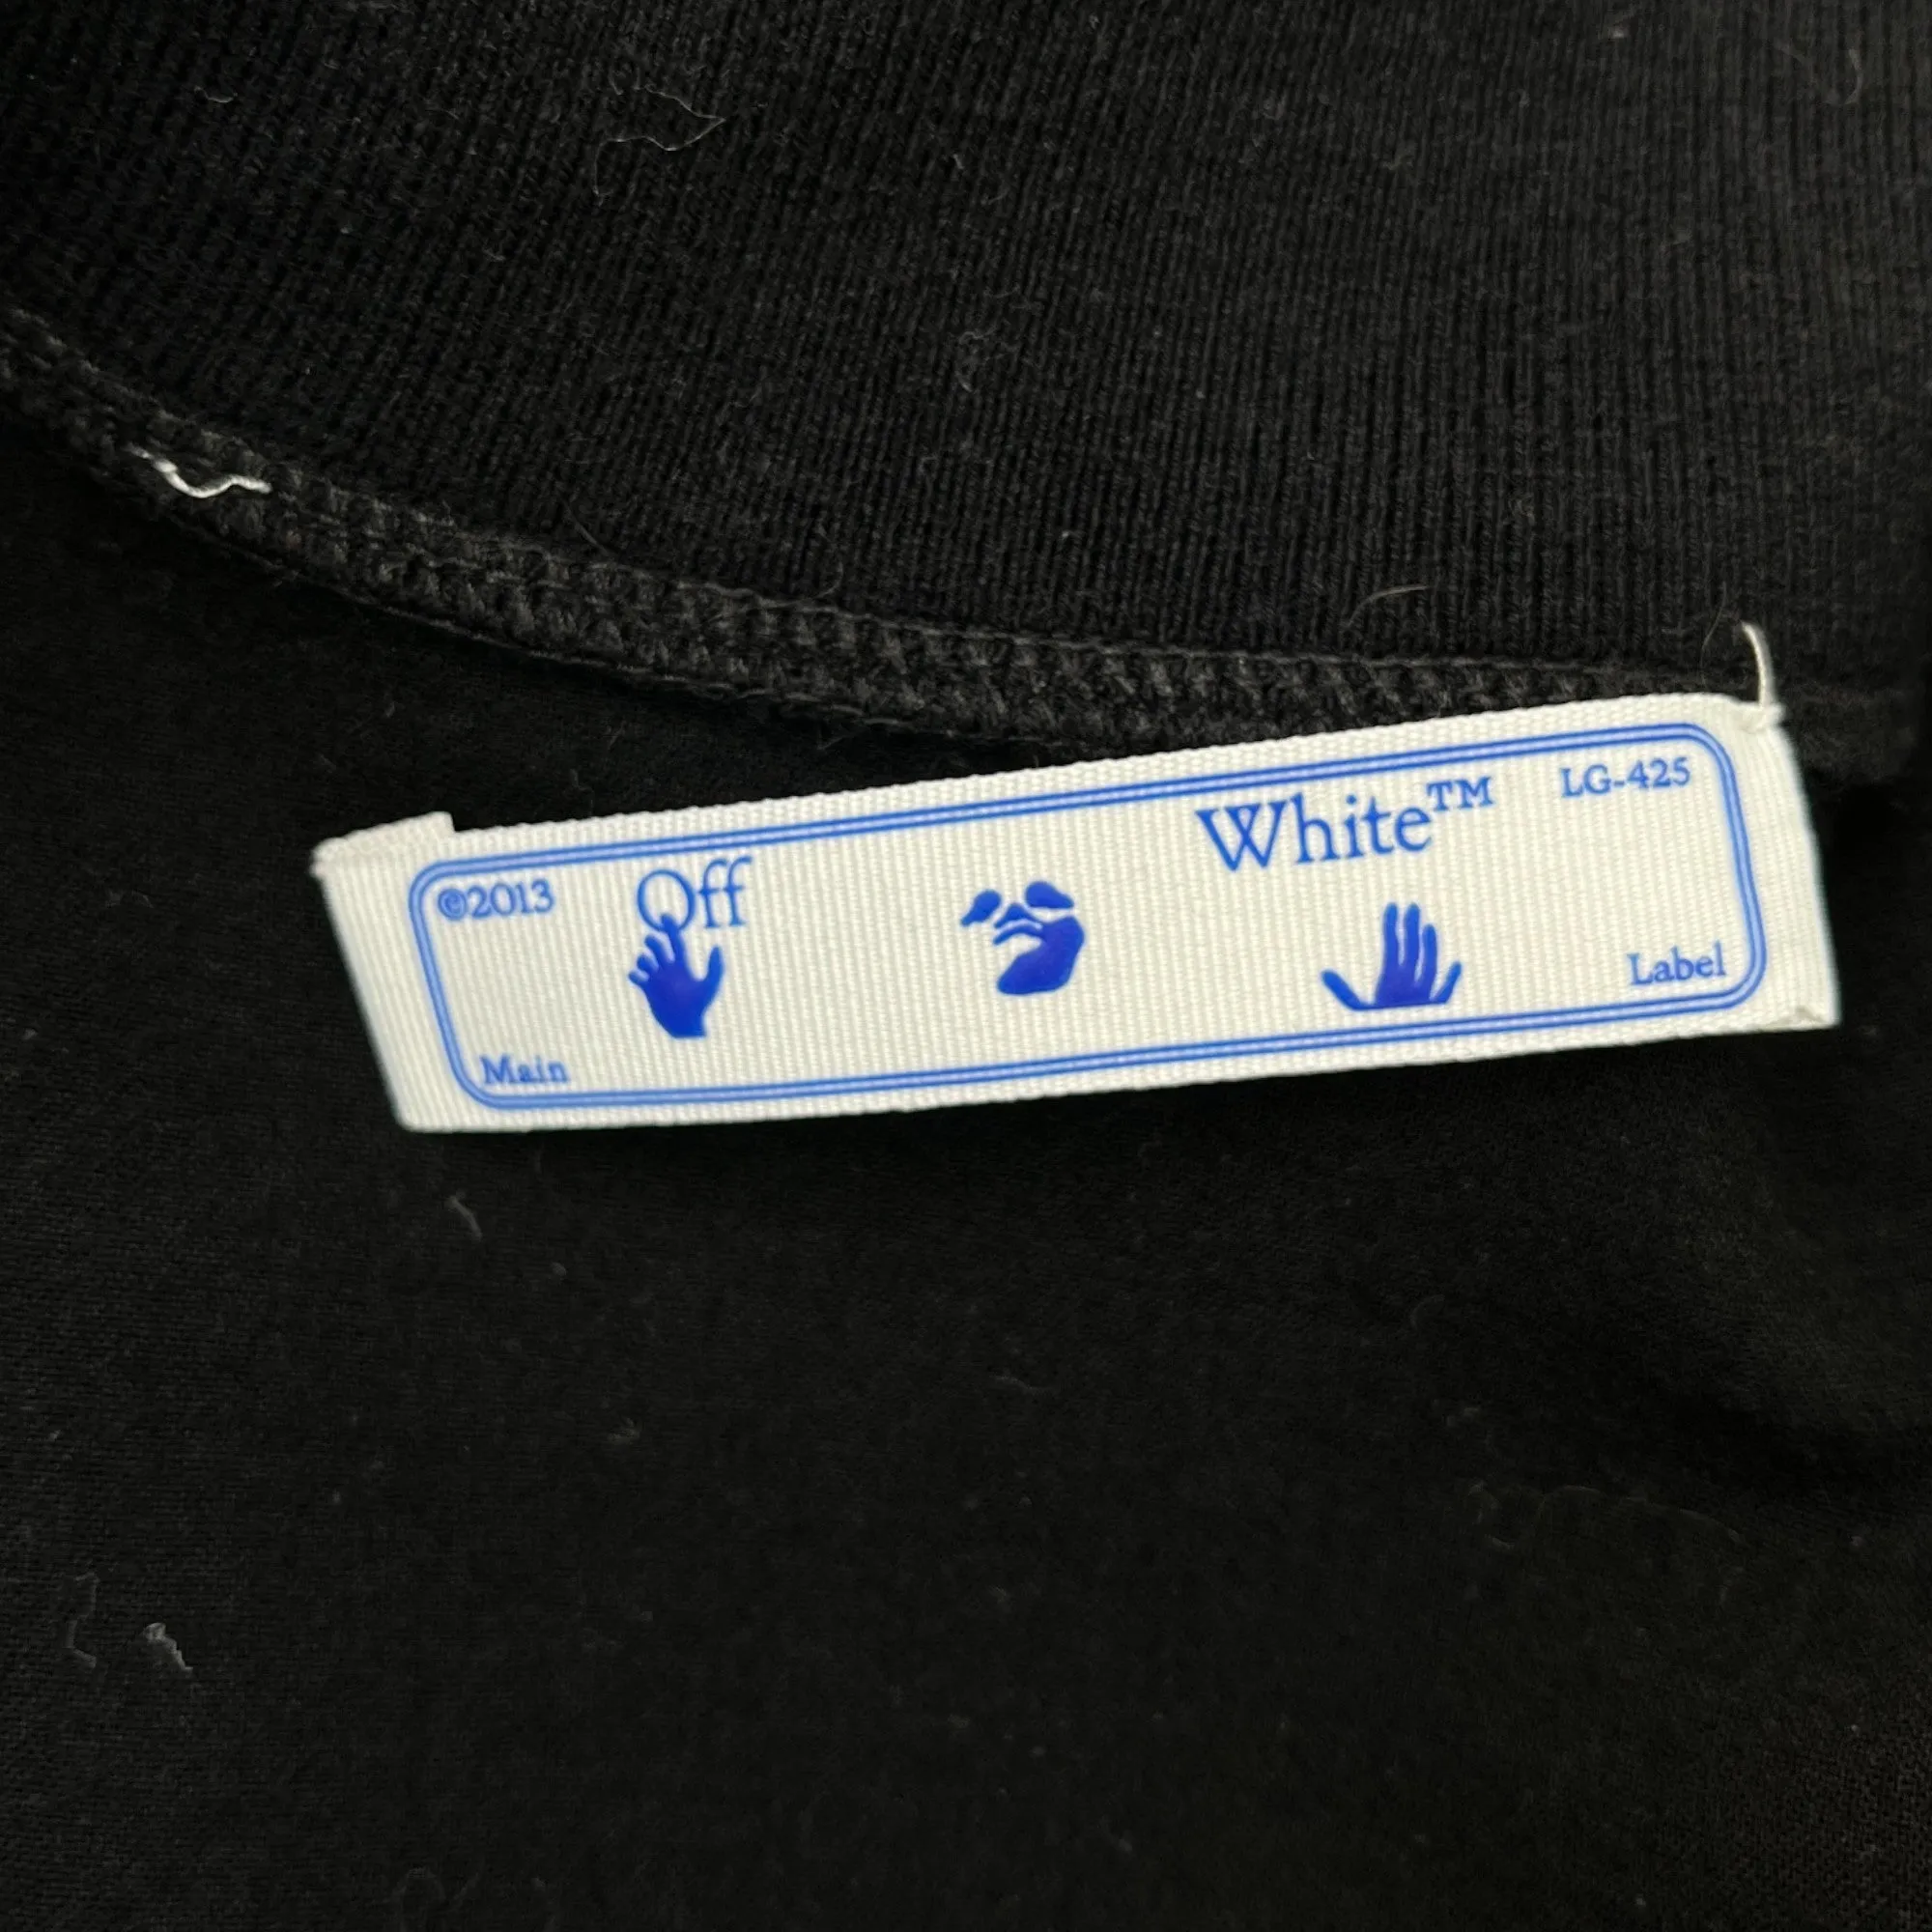 ©2013 Off White™ LG-425
Main Label